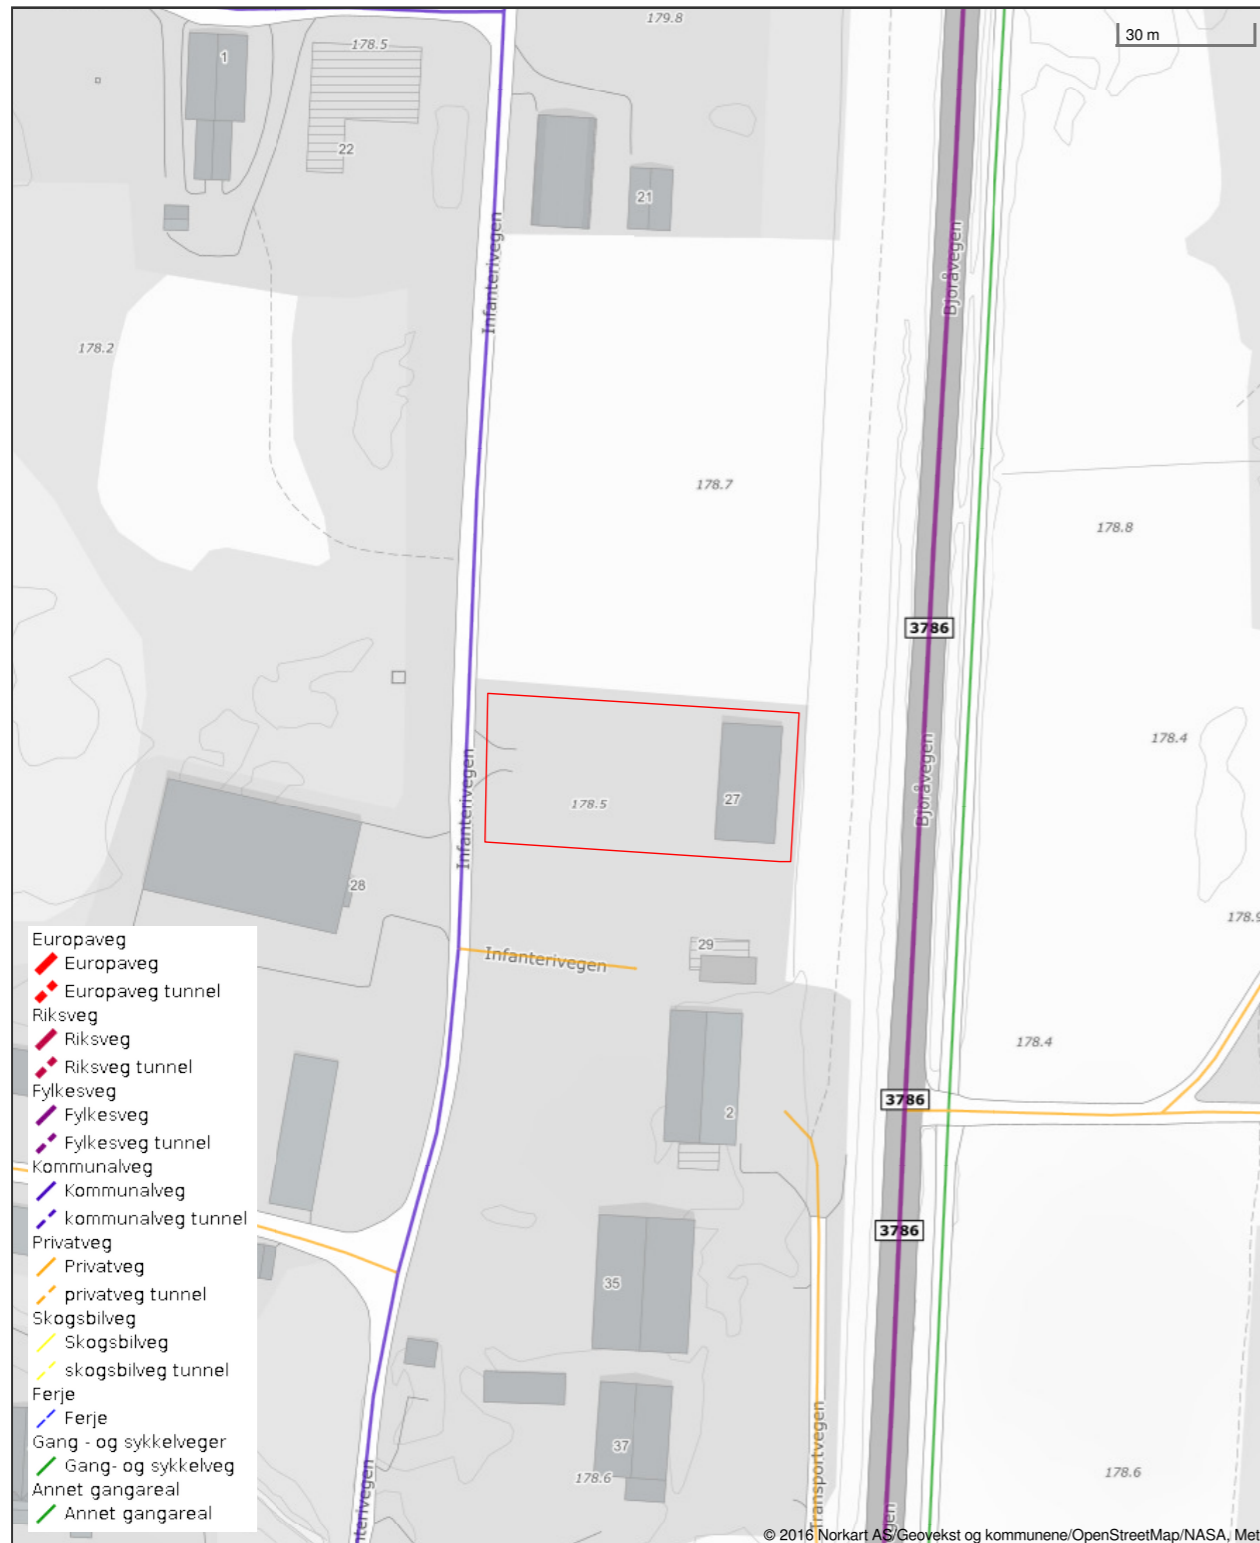 179.8
30 m
1
178.5
22
21
Infanterivegen
Bjoråvegen
178.2
178.7
178.8
3786
178.4
Bjoråvegen
Infanterivegen
178.5
27
28
178.9
Infanterivegen
29
178.4
3786
2
3786
35
37
178.6
178.6
Transportvegen
terivegen
gen
Europaveg
Europaveg
Europaveg tunnel
Riksveg
Riksveg
Riksveg tunnel
Fylkesveg
Fylkesveg
Fylkesveg tunnel
Kommunalveg
Kommunalveg
kommunalveg tunnel
Privatveg
Privatveg
privatveg tunnel
Skogsbilveg
Skogsbilveg
skogsbilveg tunnel
Ferje
Ferje
Gang - og sykkelveger
Gang- og sykkelveg
Annet gangareal
Annet gangareal
© 2016 Norkart AS/Geovekst og kommunene/OpenStreetMap/NASA, Met